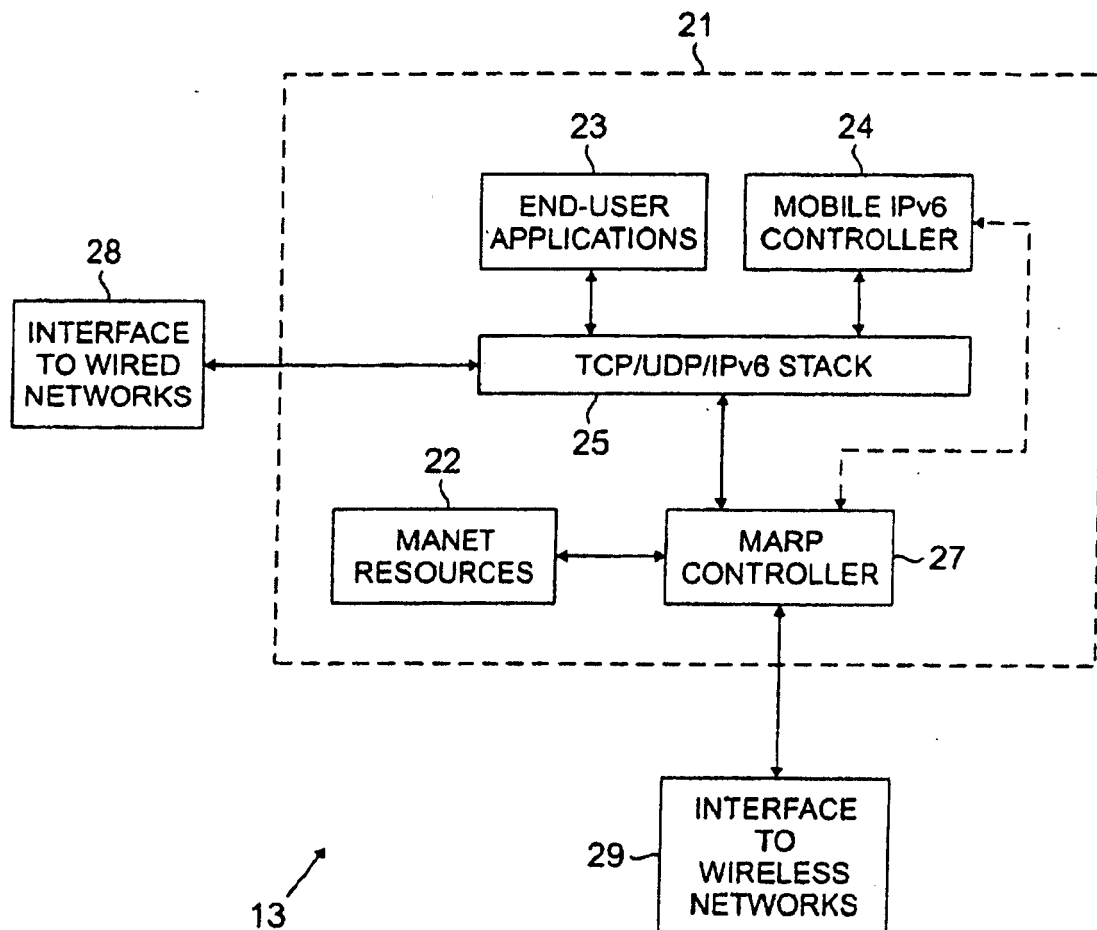 21
23
24
END-USER
APPLICATIONS
MOBILE IPv6
CONTROLLER
28
INTERFACE
TO WIRED
NETWORKS
TCP/UDP/IPv6 STACK
25
22
MANET
RESOURCES
MARP
CONTROLLER
27
INTERFACE
TO
WIRELESS
NETWORKS
29
13